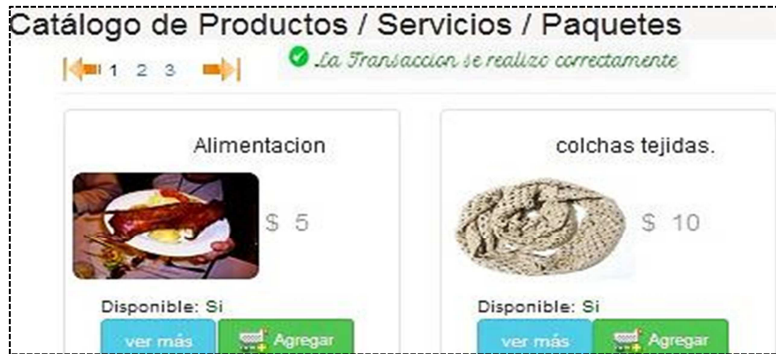 Catálogo de Productos / Servicios / Paquetes
1 2 3
La Transaccion se realizo correctamente
Alimentacion
$ 5
Disponible: Si
ver más
Agregar
colchas tejidas.
$ 10
Disponible: Si
ver más
Agregar